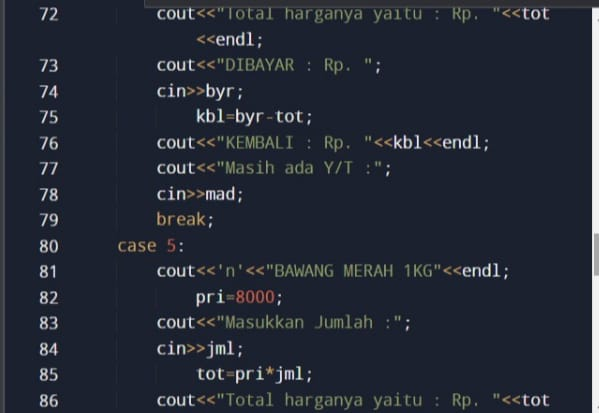 72 cout<<"Total harganya yaitu : Rp. "<<tot
<<endl;
73 cout<<"DIBAYAR : Rp. ";
74 cin>>byr;
75 kbl=byr-tot;
76 cout<<"KEMBALI : Rp. "<<kbl<<endl;
77 cout<<"Masih ada Y/T :";
78 cin>>mad;
79 break;
80 case 5:
81 cout<<'n'<<"BAWANG MERAH 1KG"<<endl;
82 pri=8000;
83 cout<<"Masukkan Jumlah :";
84 cin>>jml;
85 tot=pri*jml;
86 cout<<"Total harganya yaitu : Rp. "<<tot